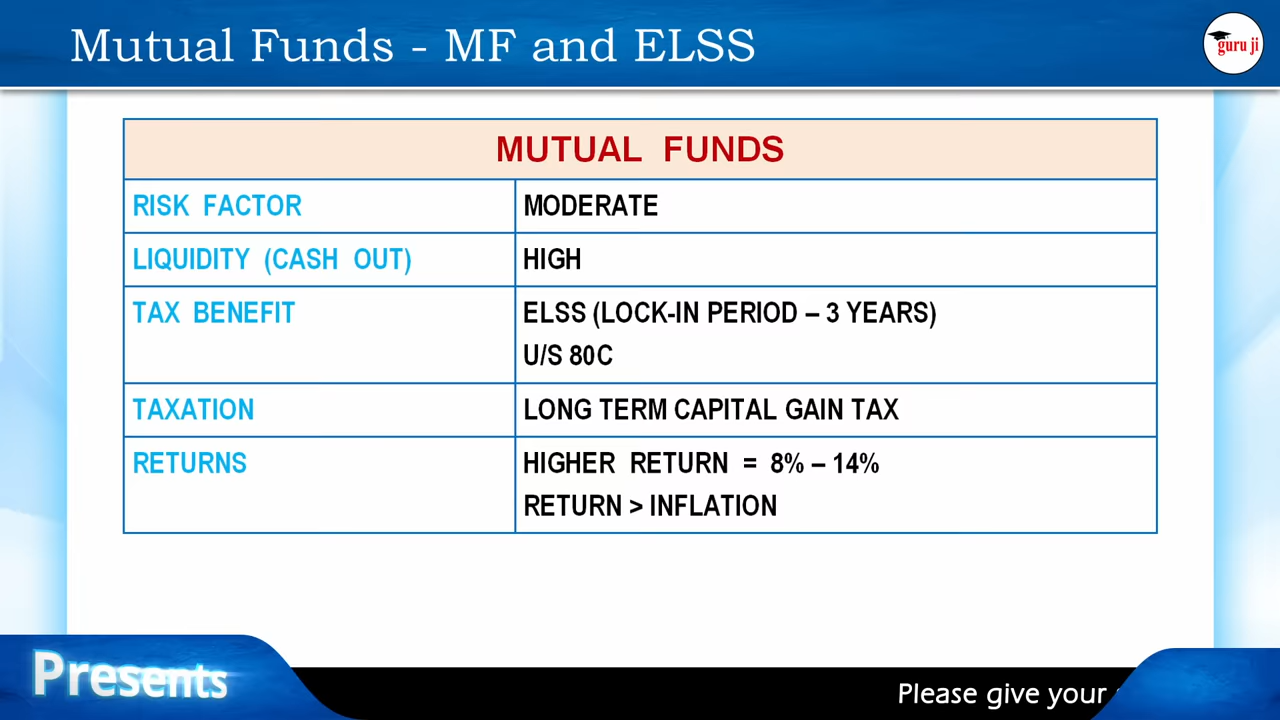 Mutual Funds - MF and ELSS
guru ji
MUTUAL FUNDS
RISK FACTOR
MODERATE
LIQUIDITY (CASH OUT)
HIGH
TAX BENEFIT
ELSS (LOCK-IN PERIOD – 3 YEARS)
U/S 80C
TAXATION
LONG TERM CAPITAL GAIN TAX
RETURNS
HIGHER RETURN = 8% – 14%
RETURN > INFLATION
Presents
Please give your